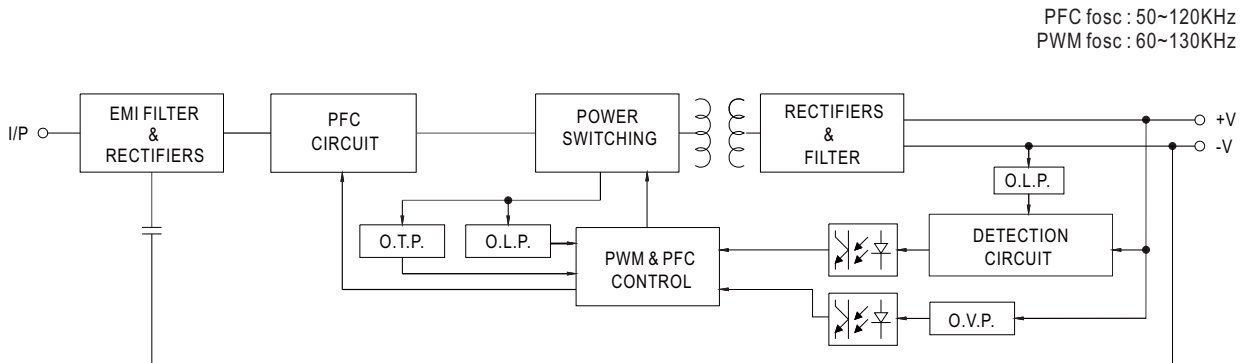 PFC fosc : 50~120KHz
PWM fosc : 60~130KHz
I/P
EMI FILTER
&
RECTIFIERS
PFC
CIRCUIT
POWER
SWITCHING
RECTIFIERS
&
FILTER
+V
-V
O.L.P.
O.T.P.
O.L.P.
PWM & PFC
CONTROL
DETECTION
CIRCUIT
O.V.P.